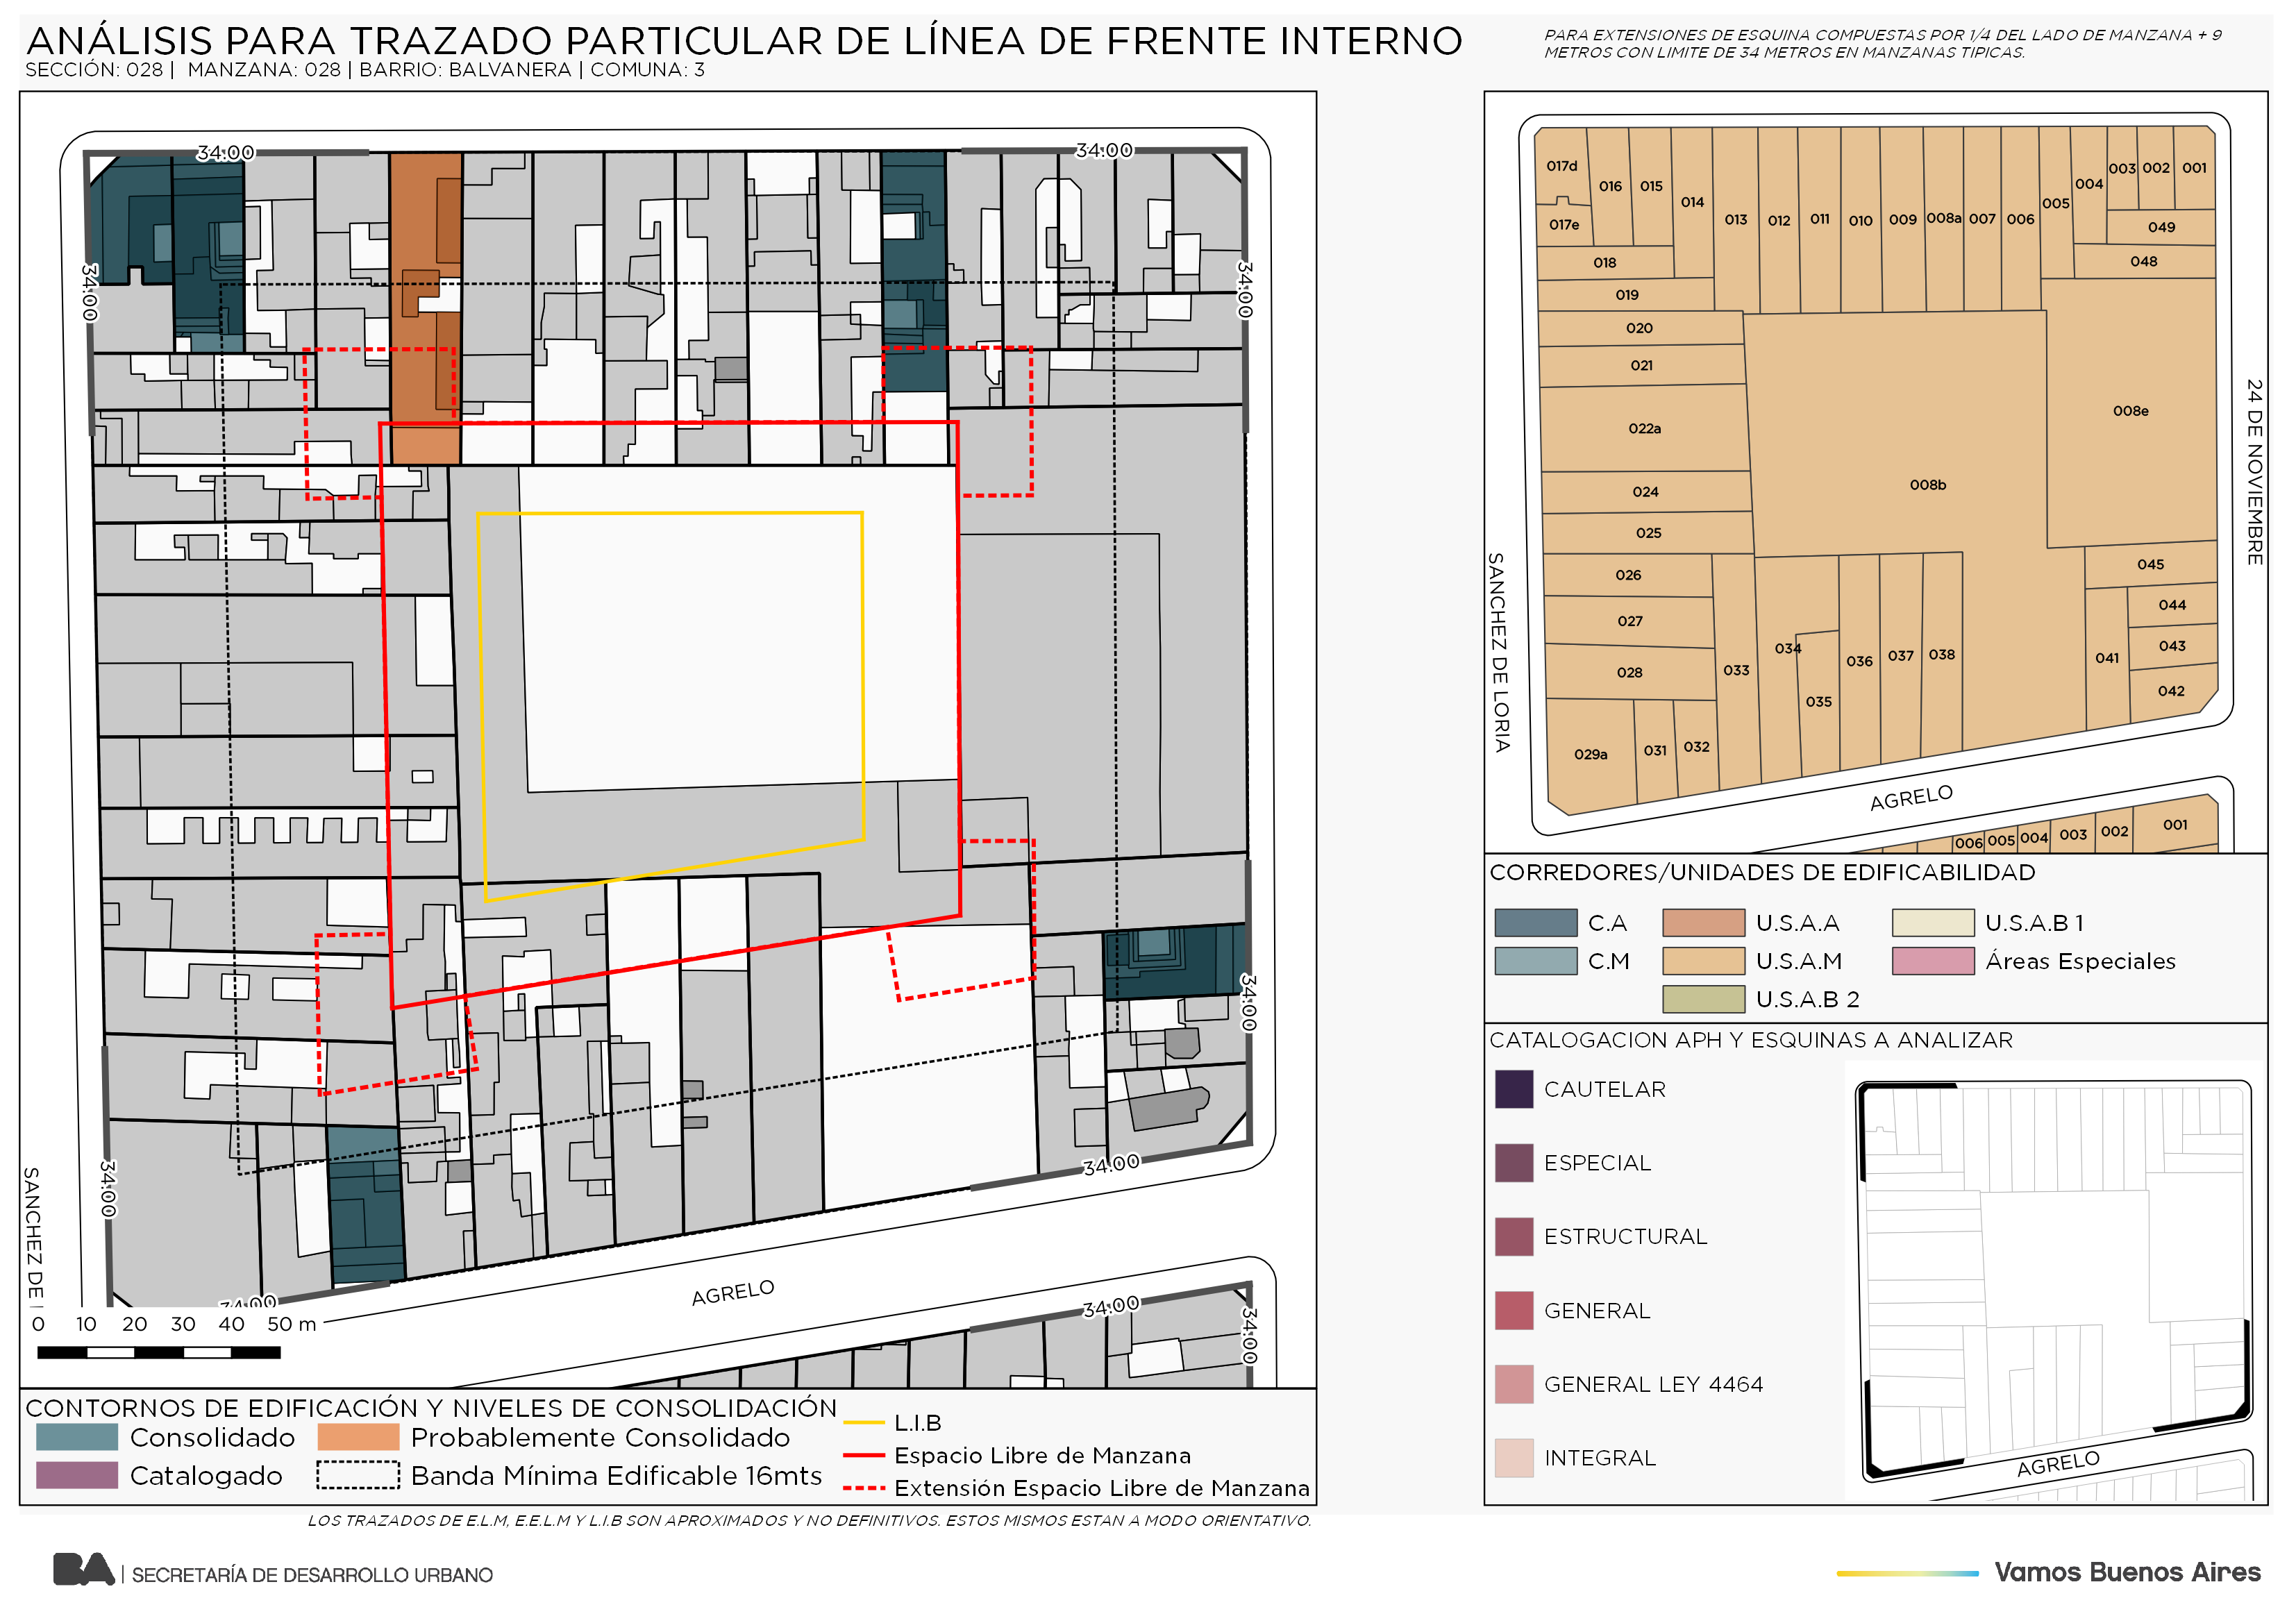 ANÁLISIS PARA TRAZADO PARTICULAR DE LÍNEA DE FRENTE INTERNO
SECCIÓN: 028 | MANZANA: 028 | BARRIO: BALVANERA | COMUNA: 3
PARA EXTENSIONES DE ESQUINA COMPUESTAS POR 1/4 DEL LADO DE MANZANA + 9
METROS CON LIMITE DE 34 METROS EN MANZANAS TIPICAS.
34:00
34:00
34:00
34:00
34:00
34:00
34:00
34:00
34:00
34:00
SANCHEZ DE
AGRELO
0 10 20 30 40 50 m
CONTORNOS DE EDIFICACIÓN Y NIVELES DE CONSOLIDACIÓN
Consolidado
Probablemente Consolidado
Catalogado
Banda Mínima Edificable 16mts
L.I.B
Espacio Libre de Manzana
Extensión Espacio Libre de Manzana
017d
016
015
014
013
012
011
010
009
008a
007
006
005
004
003
002
001
017e
049
018
048
019
020
021
022a
008e
008b
024
025
026
045
027
044
028
034
033
036
037
038
041
043
035
042
029a
031
032
SANCHEZ DE LORIA
24 DE NOVIEMBRE
AGRELO
006
005
004
003
002
001
CORREDORES/UNIDADES DE EDIFICABILIDAD
C.A
U.S.A.A
U.S.A.B 1
C.M
U.S.A.M
Áreas Especiales
U.S.A.B 2
CATALOGACION APH Y ESQUINAS A ANALIZAR
CAUTELAR
ESPECIAL
ESTRUCTURAL
GENERAL
GENERAL LEY 4464
INTEGRAL
AGRELO
LOS TRAZADOS DE E.L.M, E.E.L.M Y L.I.B SON APROXIMADOS Y NO DEFINITIVOS. ESTOS MISMOS ESTAN A MODO ORIENTATIVO.
BA | SECRETARÍA DE DESARROLLO URBANO
Vamos Buenos Aires